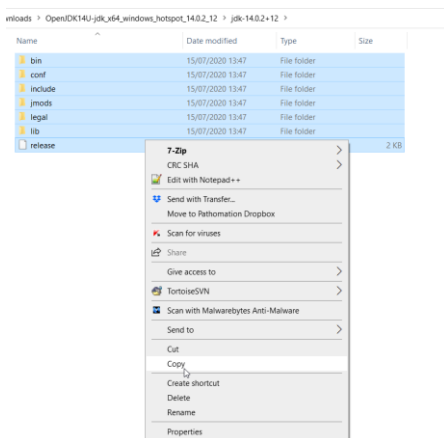 wnloads > OpenJDK14U-jdk_x64_windows_hotspot_14.0.2_12 > jdk-14.0.2+12 >
Name Date modified Type Size
bin 15/07/2020 13:47 File folder
conf 15/07/2020 13:47 File folder
include 15/07/2020 13:47 File folder
jmods 15/07/2020 13:47 File folder
legal 15/07/2020 13:47 File folder
lib 15/07/2020 13:47 File folder
release 2 KB
7-Zip
CRC SHA
Edit with Notepad++
Send with Transfer...
Move to Pathomation Dropbox
Scan for viruses
Share
Give access to
TortoiseSVN
Scan with Malwarebytes Anti-Malware
Send to
Cut
Copy
Create shortcut
Delete
Rename
Properties